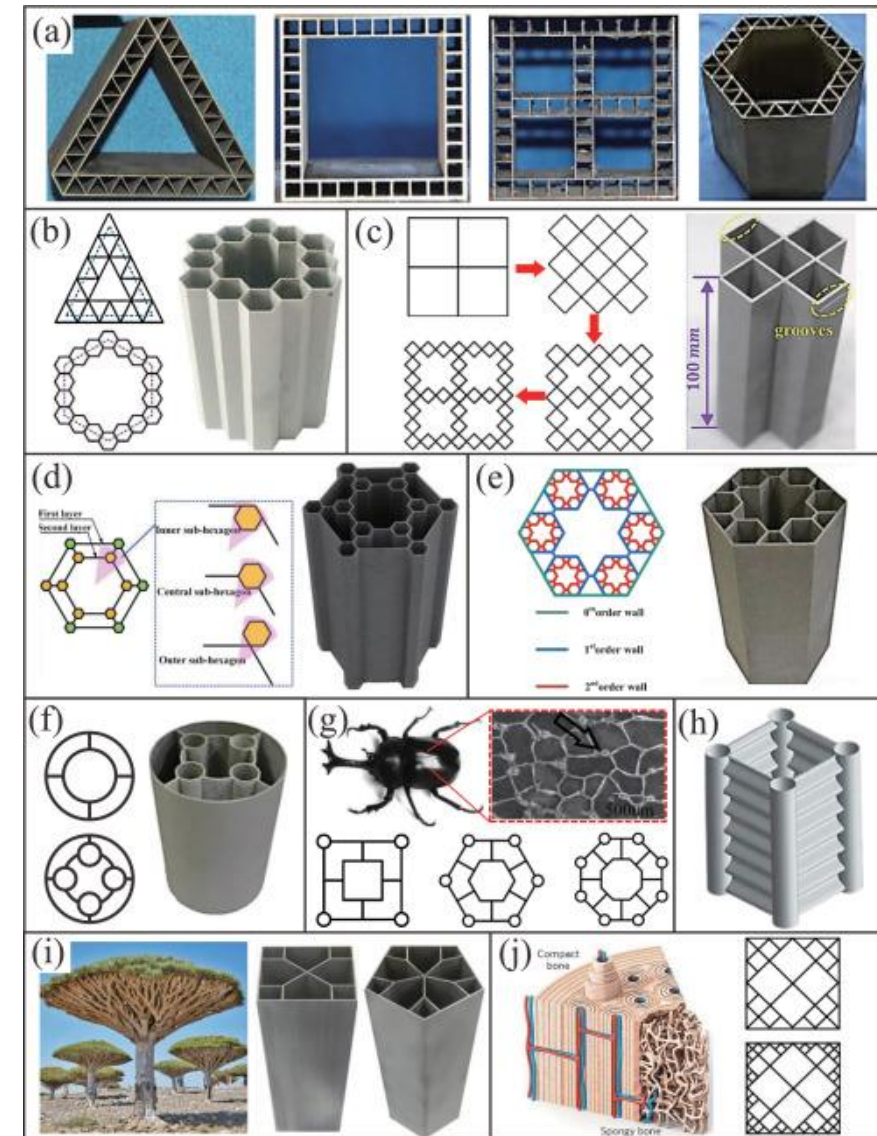 (a)
(b)
(c)
grooves
100 mm
(d)
First layer
Second layer
Inner sub-hexagon
Central sub-hexagon
Outer sub-hexagon
(e)
0th order wall
1st order wall
2nd order wall
(f)
(g)
500um
(h)
(i)
(j)
Compact
bone
Spongy bone